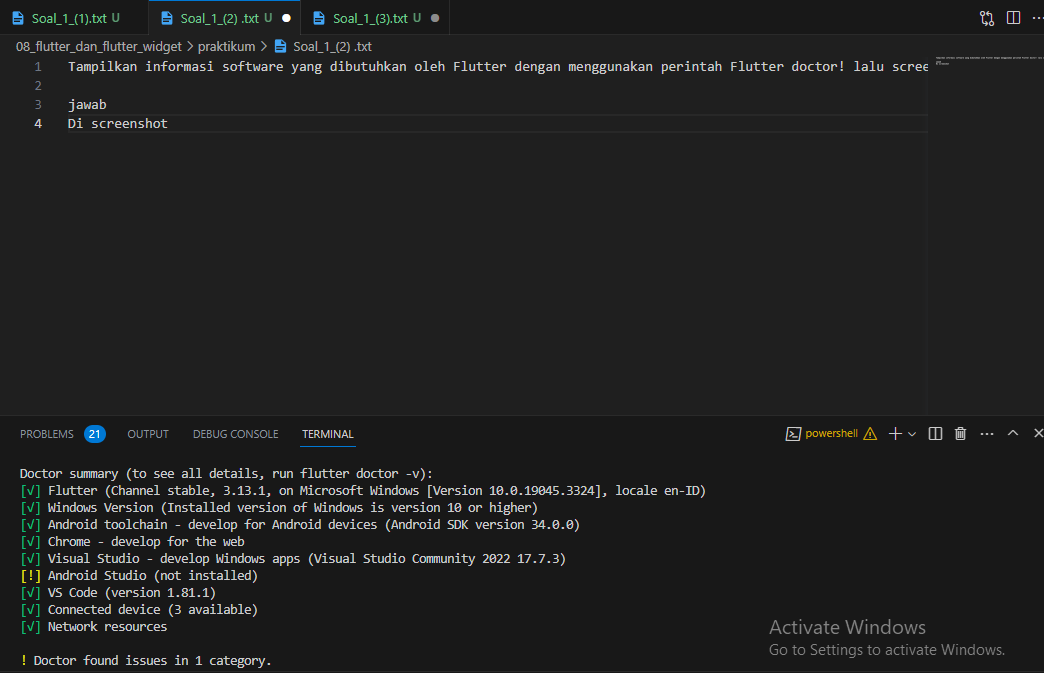 Soal_1_(1).txt U
Soal_1_(2) .txt U
Soal_1_(3).txt U
08_flutter_dan_flutter_widget > praktikum > Soal_1_(2) .txt
1 Tampilkan informasi software yang dibutuhkan oleh Flutter dengan menggunakan perintah Flutter doctor! lalu scree
2
3 jawab
4 Di screenshot
PROBLEMS 21 OUTPUT DEBUG CONSOLE TERMINAL
powershell
Doctor summary (to see all details, run flutter doctor -v):
[√] Flutter (Channel stable, 3.13.1, on Microsoft Windows [Version 10.0.19045.3324], locale en-ID)
[√] Windows Version (Installed version of Windows is version 10 or higher)
[√] Android toolchain - develop for Android devices (Android SDK version 34.0.0)
[√] Chrome - develop for the web
[√] Visual Studio - develop Windows apps (Visual Studio Community 2022 17.7.3)
[!] Android Studio (not installed)
[√] VS Code (version 1.81.1)
[√] Connected device (3 available)
[√] Network resources
! Doctor found issues in 1 category.
Activate Windows
Go to Settings to activate Windows.